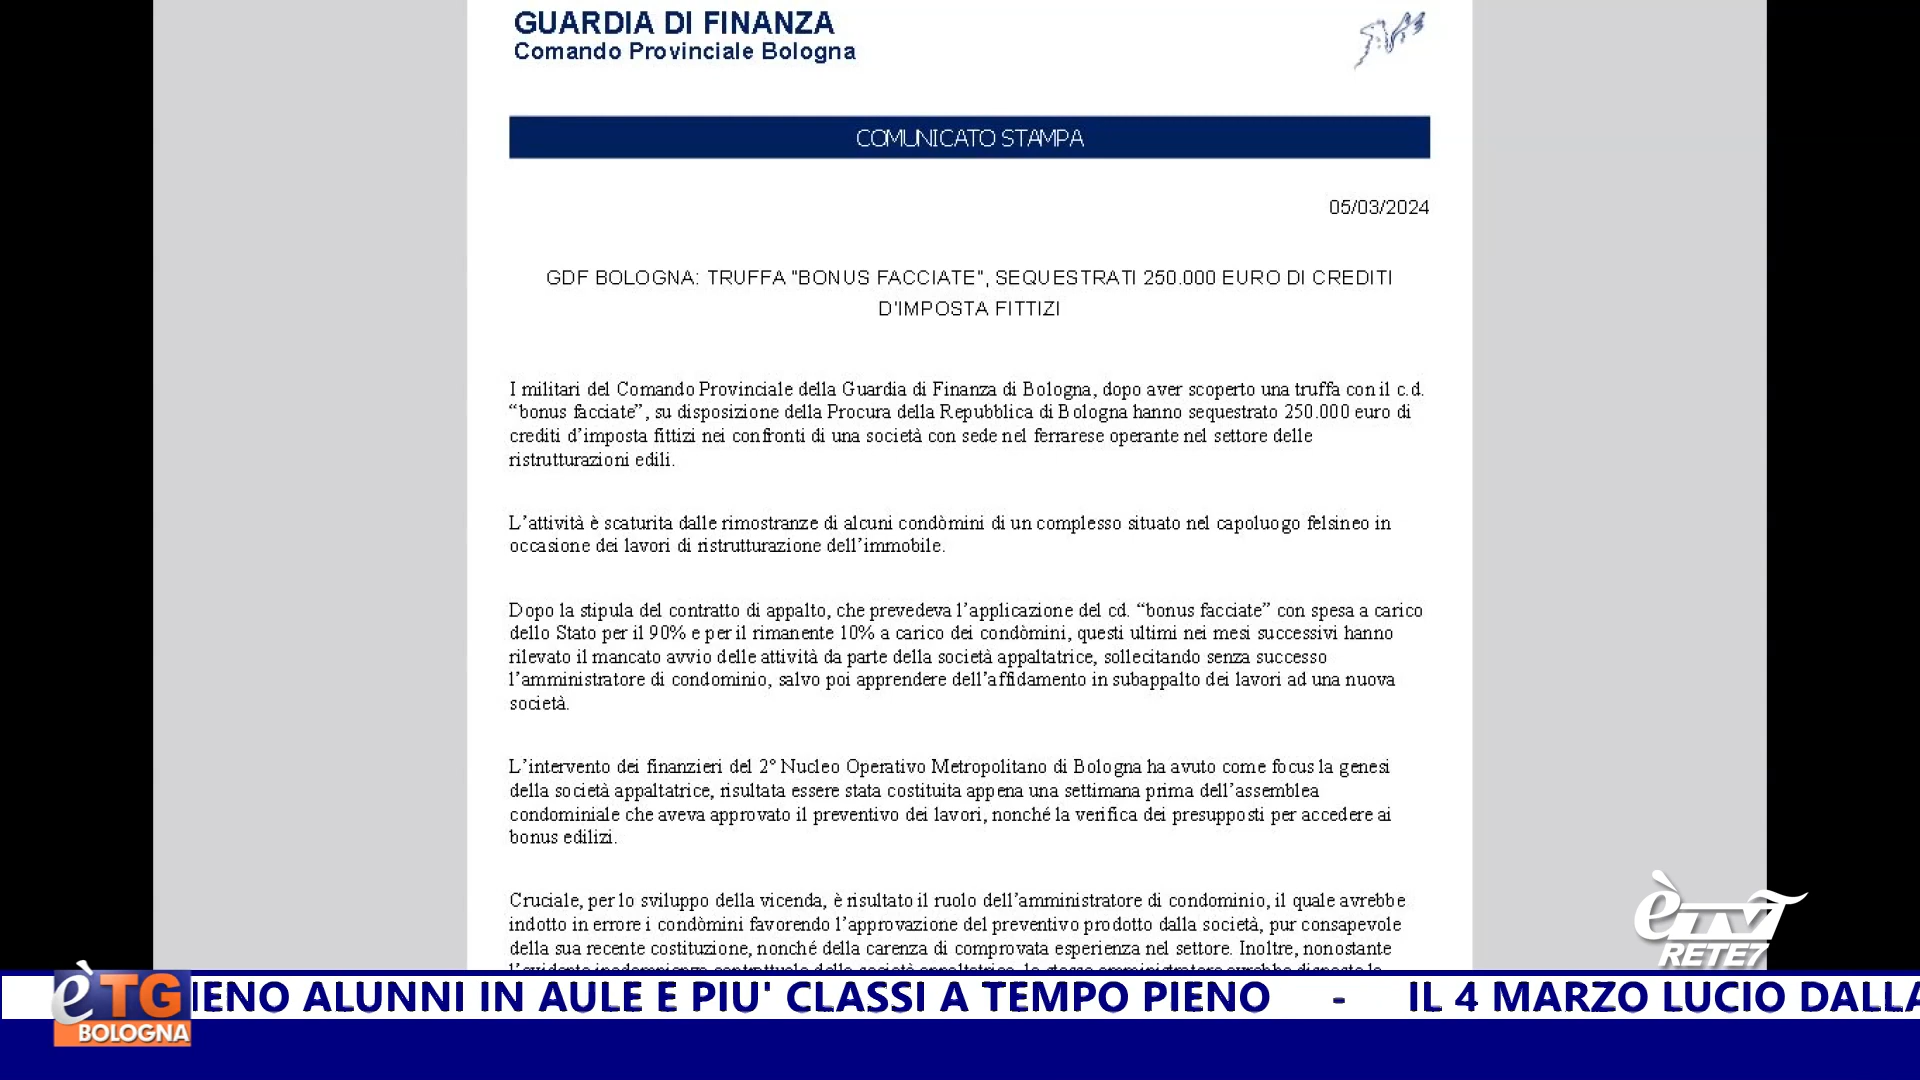 GUARDIA DI FINANZA
Comando Provinciale Bologna
COMUNICATO STAMPA
05/03/2024
GDF BOLOGNA: TRUFFA "BONUS FACCIATE", SEQUESTRATI 250.000 EURO DI CREDITI
D'IMPOSTA FITTIZI
I militari del Comando Provinciale della Guardia di Finanza di Bologna, dopo aver scoperto una truffa con il c.d.
“bonus facciate”, su disposizione della Procura della Repubblica di Bologna hanno sequestrato 250.000 euro di
crediti d’imposta fittizi nei confronti di una società con sede nel ferrarese operante nel settore delle
ristrutturazioni edili.
L’attività è scaturita dalle rimostranze di alcuni condòmini di un complesso situato nel capoluogo felsineo in
occasione dei lavori di ristrutturazione dell’immobile.
Dopo la stipula del contratto di appalto, che prevedeva l’applicazione del cd. “bonus facciate” con spesa a carico
dello Stato per il 90% e per il rimanente 10% a carico dei condòmini, questi ultimi nei mesi successivi hanno
rilevato il mancato avvio delle attività da parte della società appaltatrice, sollecitando senza successo
l’amministratore di condominio, salvo poi apprendere dell’affidamento in subappalto dei lavori ad una nuova
società.
L’intervento dei finanzieri del 2° Nucleo Operativo Metropolitano di Bologna ha avuto come focus la genesi
della società appaltatrice, risultata essere stata costituita appena una settimana prima dell’assemblea
condominiale che aveva approvato il preventivo dei lavori, nonché la verifica dei presupposti per accedere ai
bonus edilizi.
Cruciale, per lo sviluppo della vicenda, è risultato il ruolo dell’amministratore di condominio, il quale avrebbe
indotto in errore i condòmini favorendo l’approvazione del preventivo prodotto dalla società, pur consapevole
della sua recente costituzione, nonché della carenza di comprovata esperienza nel settore. Inoltre, nonostante
èTV
RETE7
èTG
BOLOGNA
IENO ALUNNI IN AULE E PIU' CLASSI A TEMPO PIENO - IL 4 MARZO LUCIO DALLA